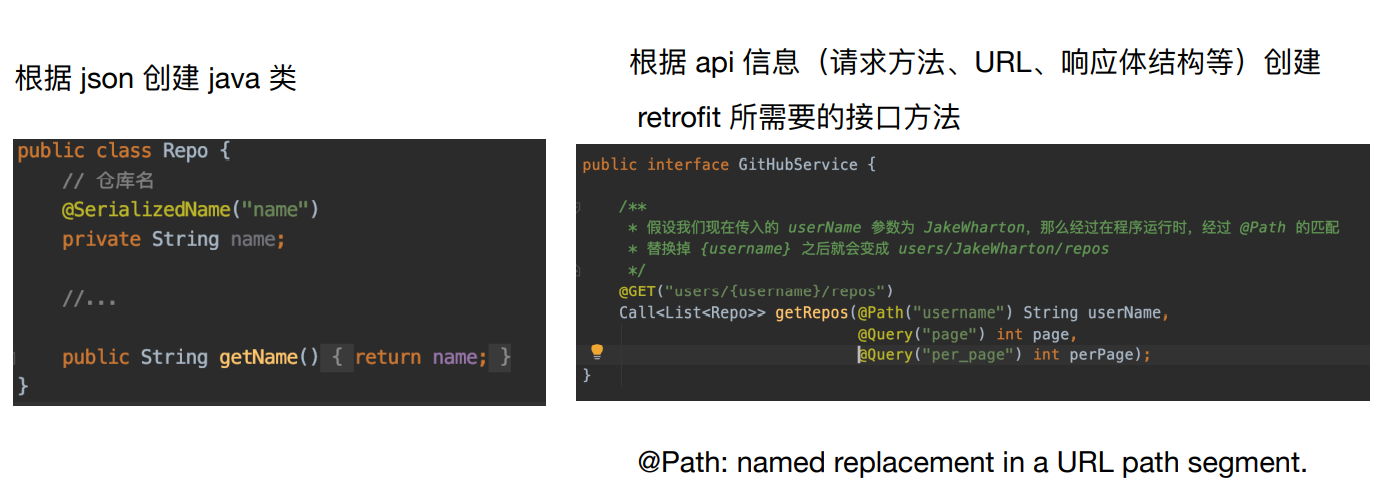 根据 json 创建 java 类
public class Repo {
// 仓库名
@SerializedName("name")
private String name;
//...
public String getName() { return name; }
}
根据 api 信息（请求方法、URL、响应体结构等）创建
retrofit 所需要的接口方法
public interface GitHubService {
/**
* 假设我们现在传入的 userName 参数为 JakeWharton，那么经过在程序运行时，经过 @Path 的匹配
* 替换掉 {username} 之后就会变成 users/JakeWharton/repos
*/
@GET("users/{username}/repos")
Call<List<Repo>> getRepos(@Path("username") String userName,
@Query("page") int page,
@Query("per_page") int perPage);
}
@Path: named replacement in a URL path segment.